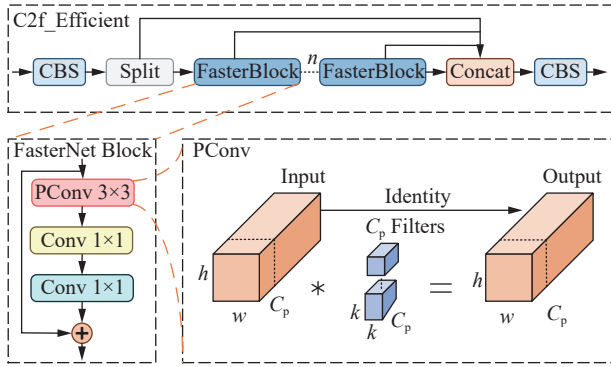 C2f_Efficient
n
CBS
Split
FasterBlock
FasterBlock
Concat
CBS
FasterNet Block
PConv 3×3
Conv 1×1
Conv 1×1
+
PConv
Input
Output
Identity
Cₚ Filters
h
w
Cₚ
*
k
k
Cₚ
=
h
w
Cₚ